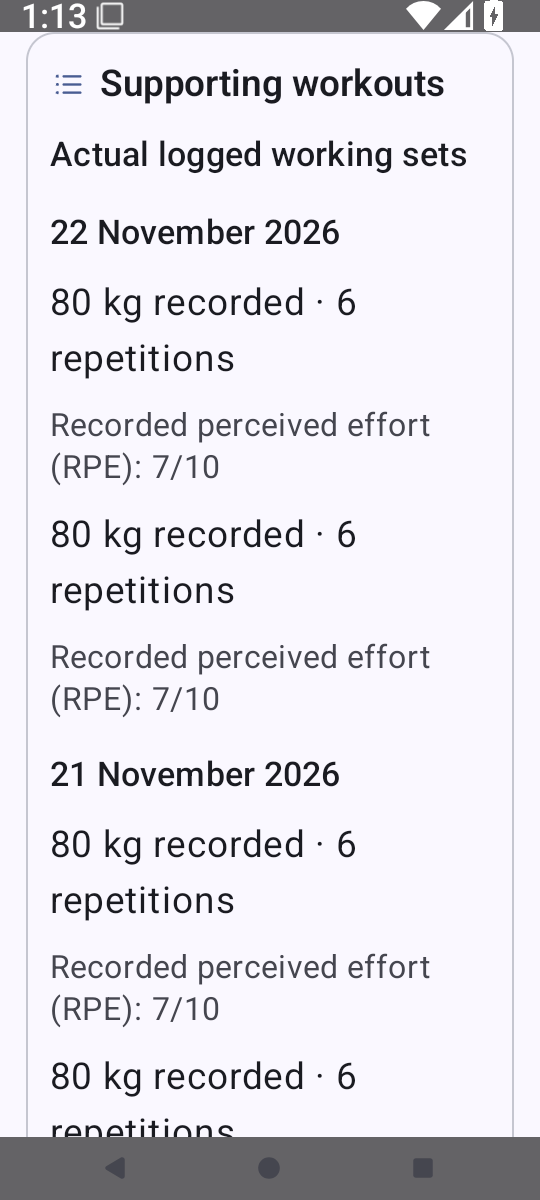 1:13
Supporting workouts
Actual logged working sets
22 November 2026
80 kg recorded · 6
repetitions
Recorded perceived effort
(RPE): 7/10
80 kg recorded · 6
repetitions
Recorded perceived effort
(RPE): 7/10
21 November 2026
80 kg recorded · 6
repetitions
Recorded perceived effort
(RPE): 7/10
80 kg recorded · 6
repetitions